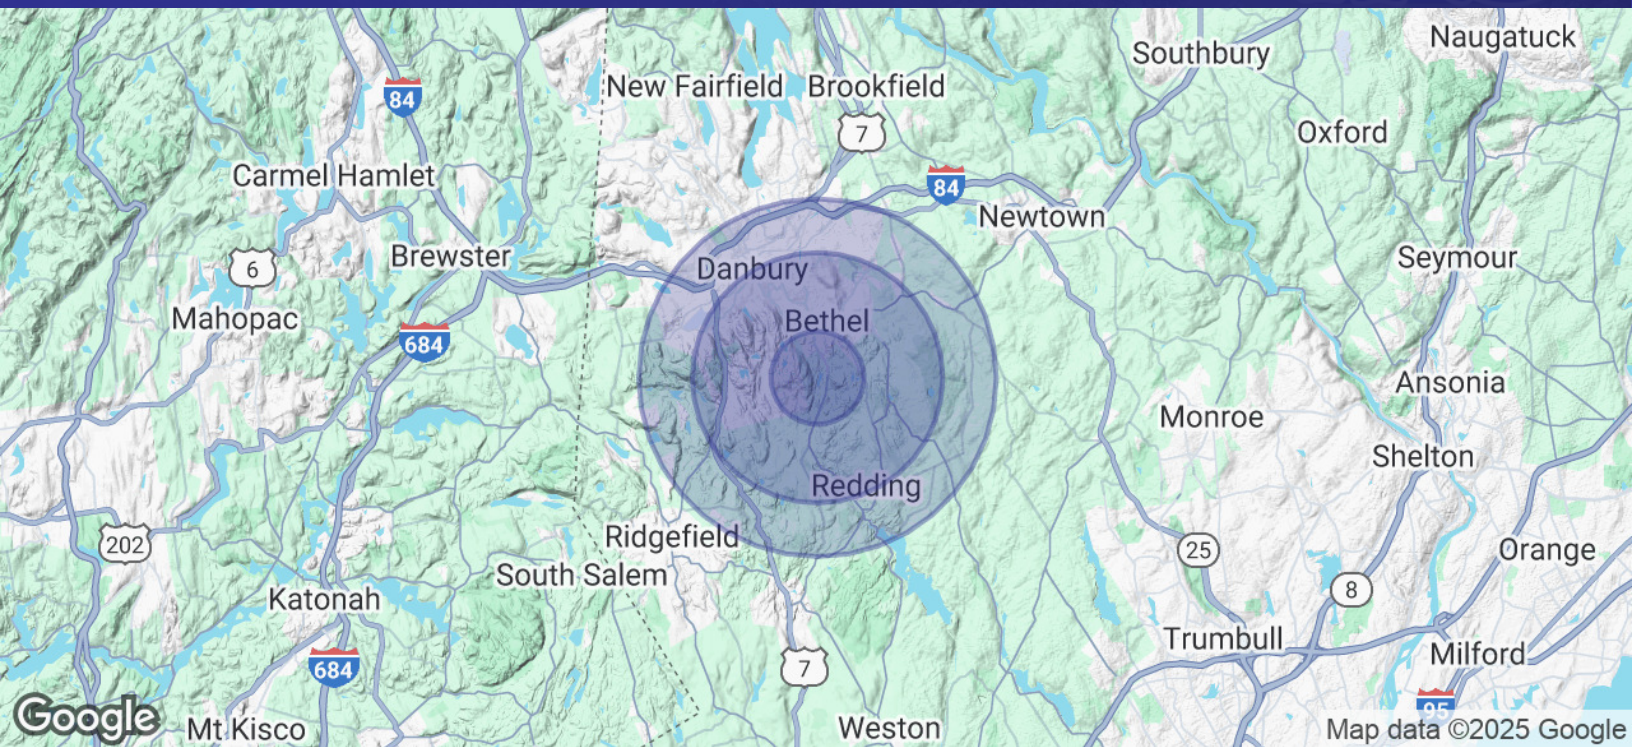 Naugatuck
Southbury
84
New Fairfield
Brookfield
7
Oxford
Carmel Hamlet
84
Newtown
Brewster
Seymour
6
Danbury
Mahopac
Bethel
684
Ansonia
Monroe
Shelton
Redding
Ridgefield
202
25
Orange
South Salem
8
Katonah
Trumbull
Milford
684
7
95
Google
Mt Kisco
Weston
Map data ©2025 Google